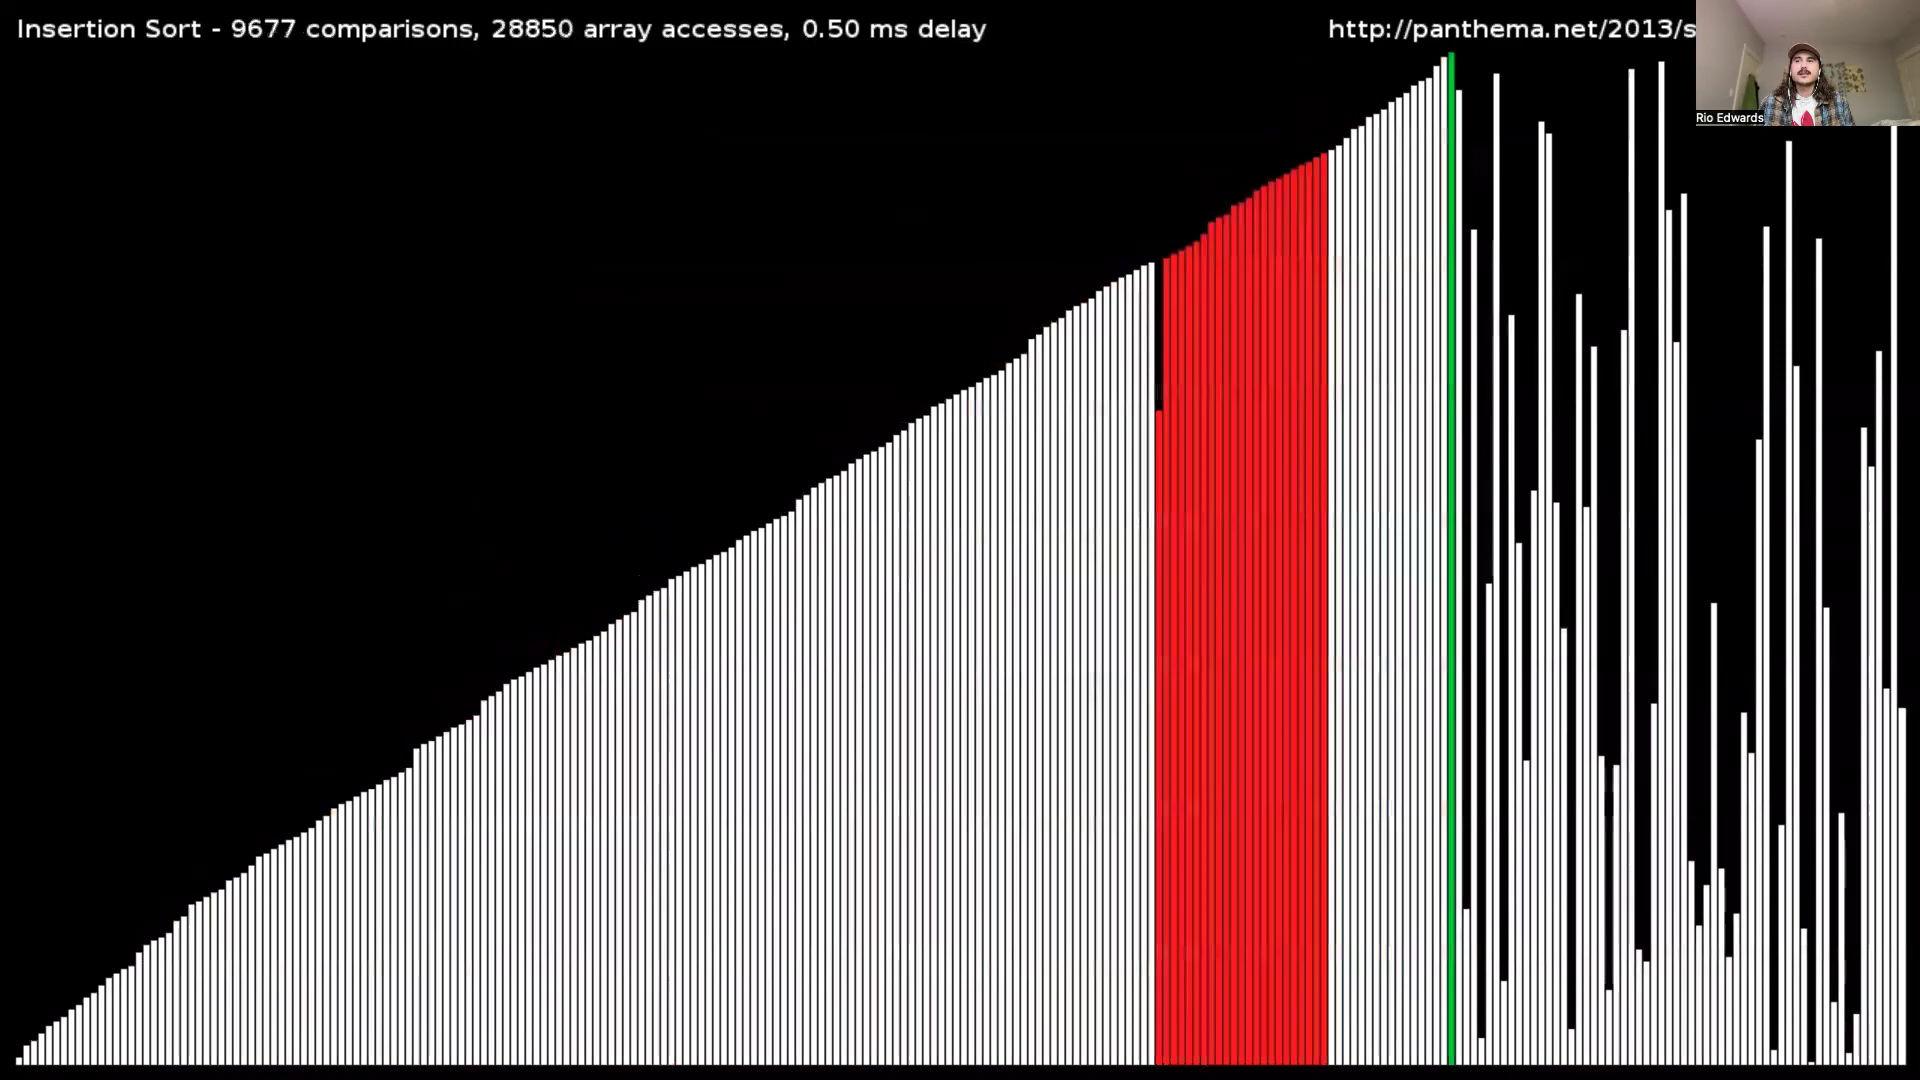 Insertion Sort - 9677 comparisons, 28850 array accesses, 0.50 ms delay
http://panthema.net/2013/s
Rio Edwards